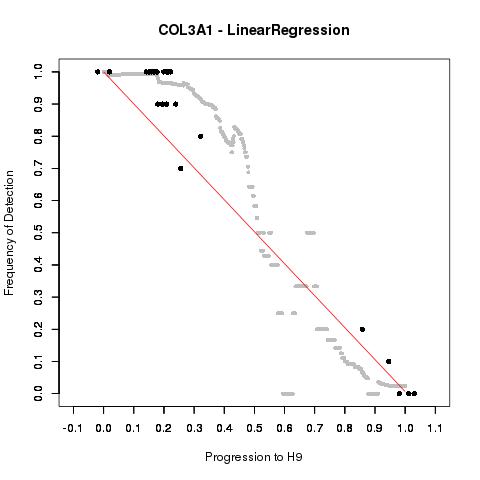 COL3A1 - LinearRegression
1.0
0.9
0.8
0.7
0.6
0.5
0.4
0.3
0.2
0.1
0.0
Frequency of Detection
-0.1 0.0 0.1 0.2 0.3 0.4 0.5 0.6 0.7 0.8 0.9 1.0 1.1
Progression to H9